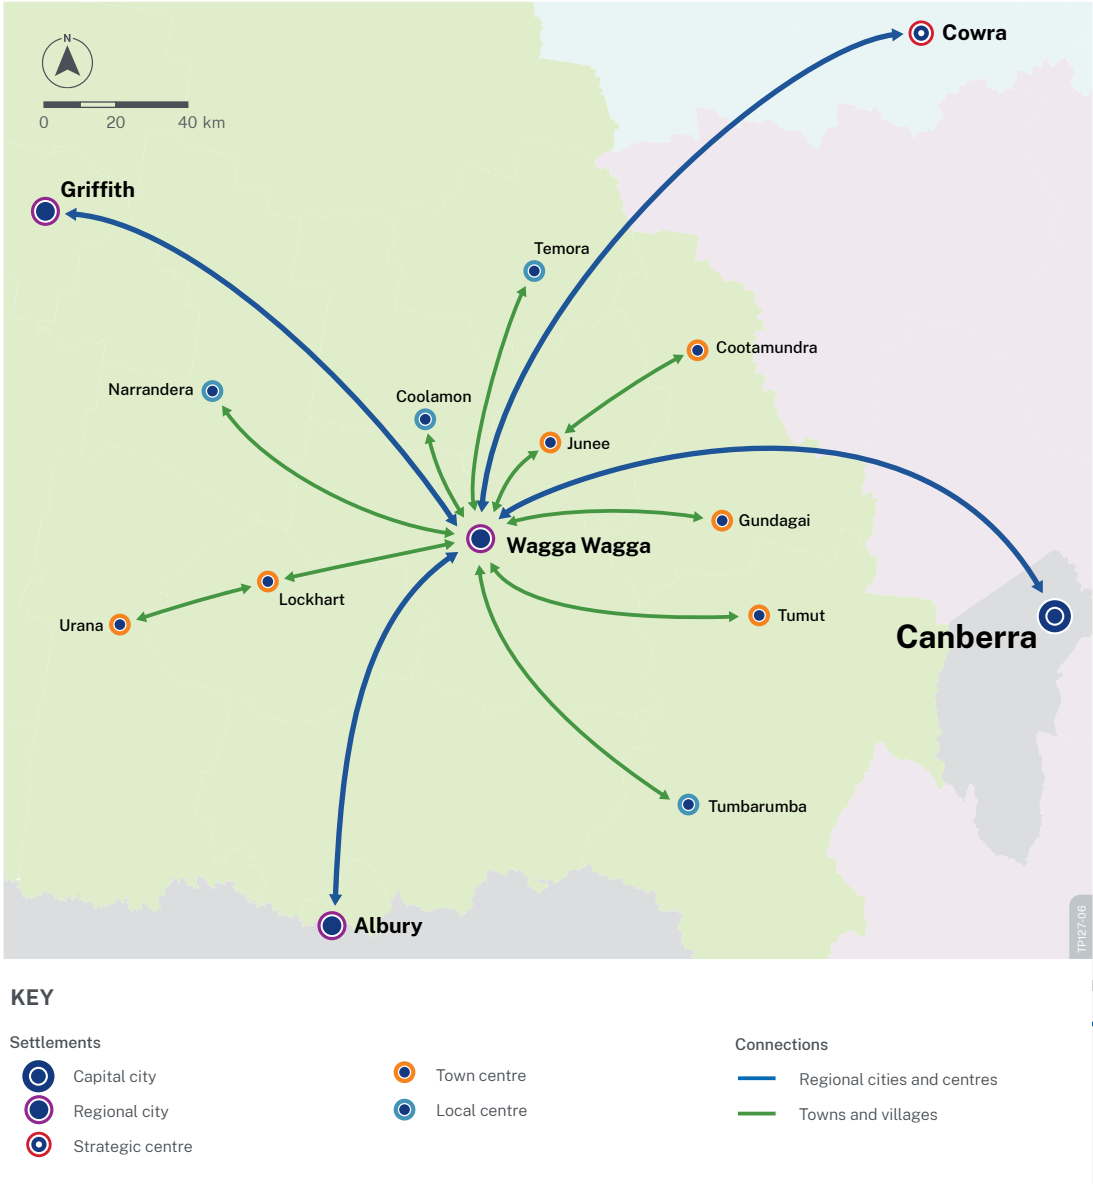 Cowra
N
0 20 40 km
Griffith
Temora
Cootamundra
Narrandera
Coolamon
Junee
Gundagai
Wagga Wagga
Lockhart
Urana
Tumut
Canberra
Tumbarumba
Albury
TP127-06
KEY
Settlements
Capital city
Regional city
Strategic centre
Town centre
Local centre
Connections
Regional cities and centres
Towns and villages